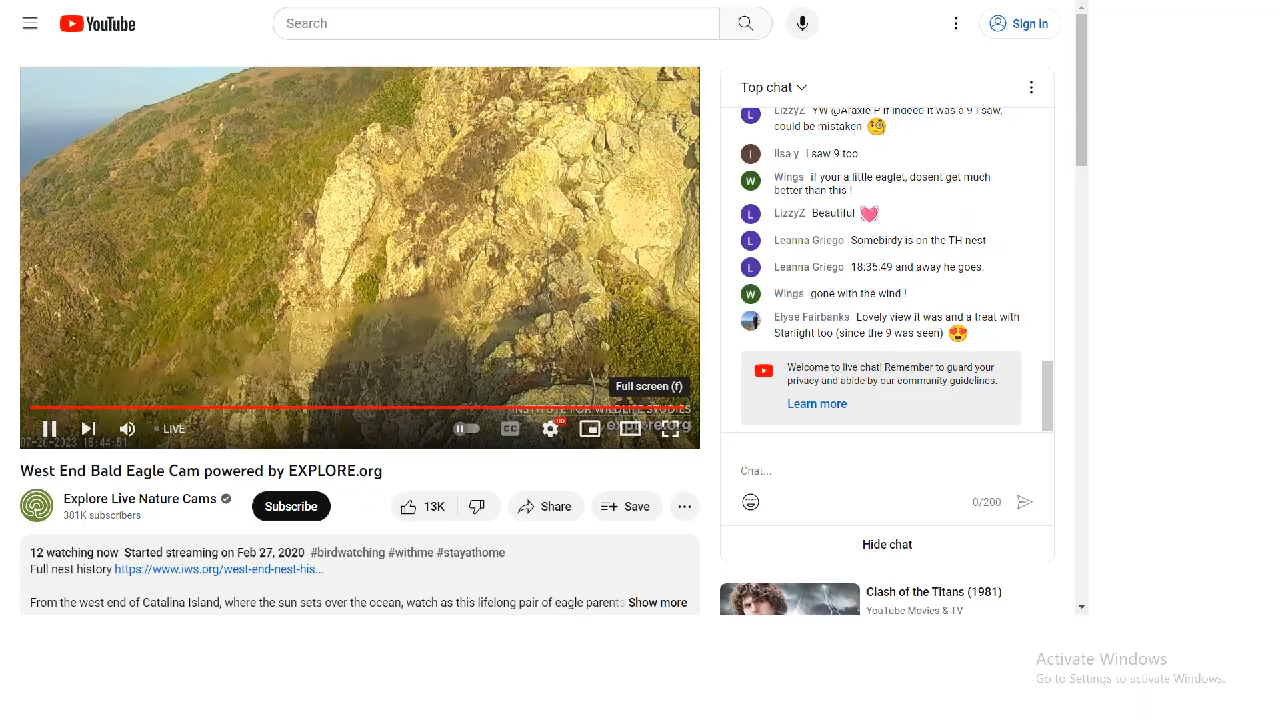 YouTube
Search
Sign in
Top chat
LizzyZ YW @Araxie P if indeed it was a 9 I saw,
could be mistaken
Ilsa y I saw 9 too
Wings if your a little eaglet, dosent get much
better than this !
LizzyZ Beautiful
Leanna Griego Somebirdy is on the TH nest
Leanna Griego 18:35:49 and away he goes.
Wings gone with the wind !
Elyse Fairbanks Lovely view it was and a treat with
Starlight too (since the 9 was seen)
Welcome to live chat! Remember to guard your
privacy and abide by our community guidelines.
Learn more
Chat...
0/200
Hide chat
Full screen (f)
INSTITUTE FOR WILDLIFE STUDIES
explore.org
LIVE
CC
HD
07-26-2023 18:44:51
West End Bald Eagle Cam powered by EXPLORE.org
Explore Live Nature Cams
381K subscribers
Subscribe
13K
Share
Save
12 watching now Started streaming on Feb 27, 2020 #birdwatching #withme #stayathome
Full nest history https://www.iws.org/west-end-nest-his...
From the west end of Catalina Island, where the sun sets over the ocean, watch as this lifelong pair of eagle parents Show more
Clash of the Titans (1981)
YouTube Movies & TV
Activate Windows
Go to Settings to activate Windows.